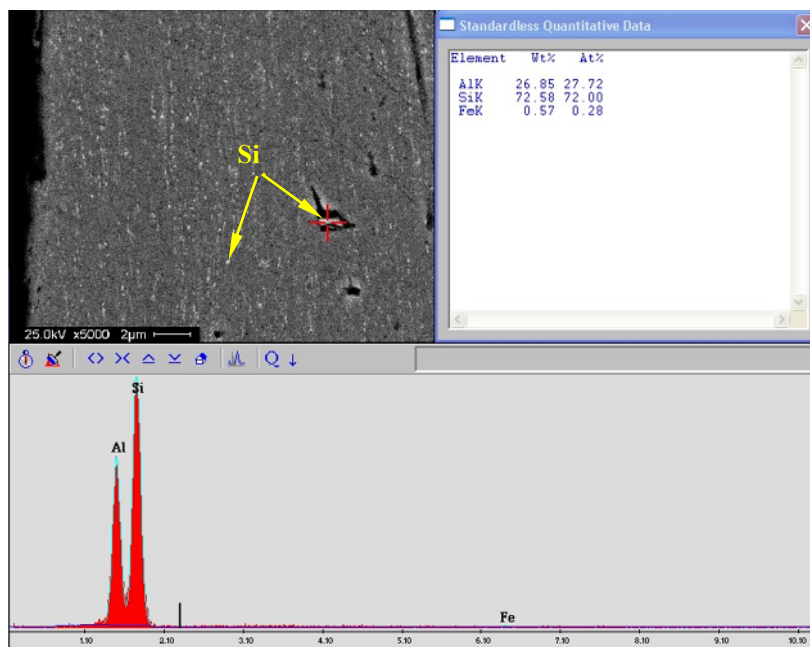 Standardless Quantitative Data
Element Wt% At%
AlK 26.85 27.72
SiK 72.58 72.00
FeK 0.57 0.28
Si
25.0kV x5000 2µm
Q
Si
Al
Fe
1.10 2.10 3.10 4.10 5.10 6.10 7.10 8.10 9.10 10.10